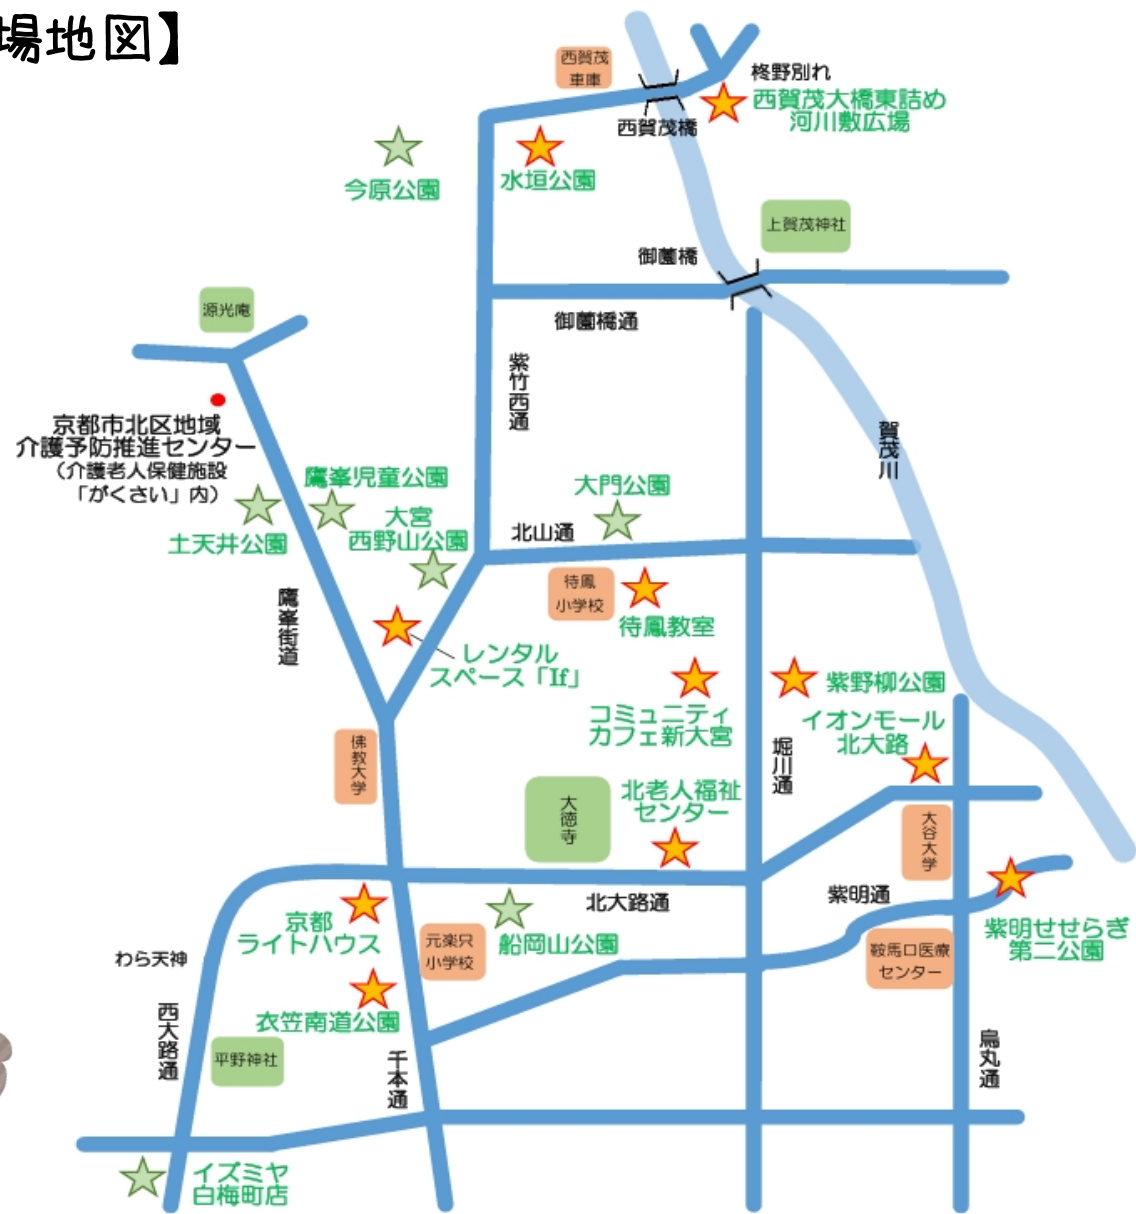 場地図】
西賀茂
車庫
柊野別れ
西賀茂大橋東詰め
河川敷広場
西賀茂橋
今原公園
水垣公園
上賀茂神社
御薗橋
源光庵
御薗橋通
紫竹西通
京都市北区地域
介護予防推進センター
（介護老人保健施設
「がくさい」内）
賀茂川
鷹峯児童公園
大門公園
大宮
西野山公園
土天井公園
北山通
待鳳
小学校
鷹峯街道
待鳳教室
レンタル
スペース「If」
紫野柳公園
コミュニティ
カフェ新大宮
イオンモール
北大路
佛教大学
堀川通
大徳寺
北老人福祉
センター
大谷大学
紫明通
北大路通
京都
ライトハウス
船岡山公園
元楽只
小学校
紫明せせらぎ
第二公園
鞍馬口医療
センター
わら天神
衣笠南道公園
西大路通
平野神社
千本通
烏丸通
イズミヤ
白梅町店